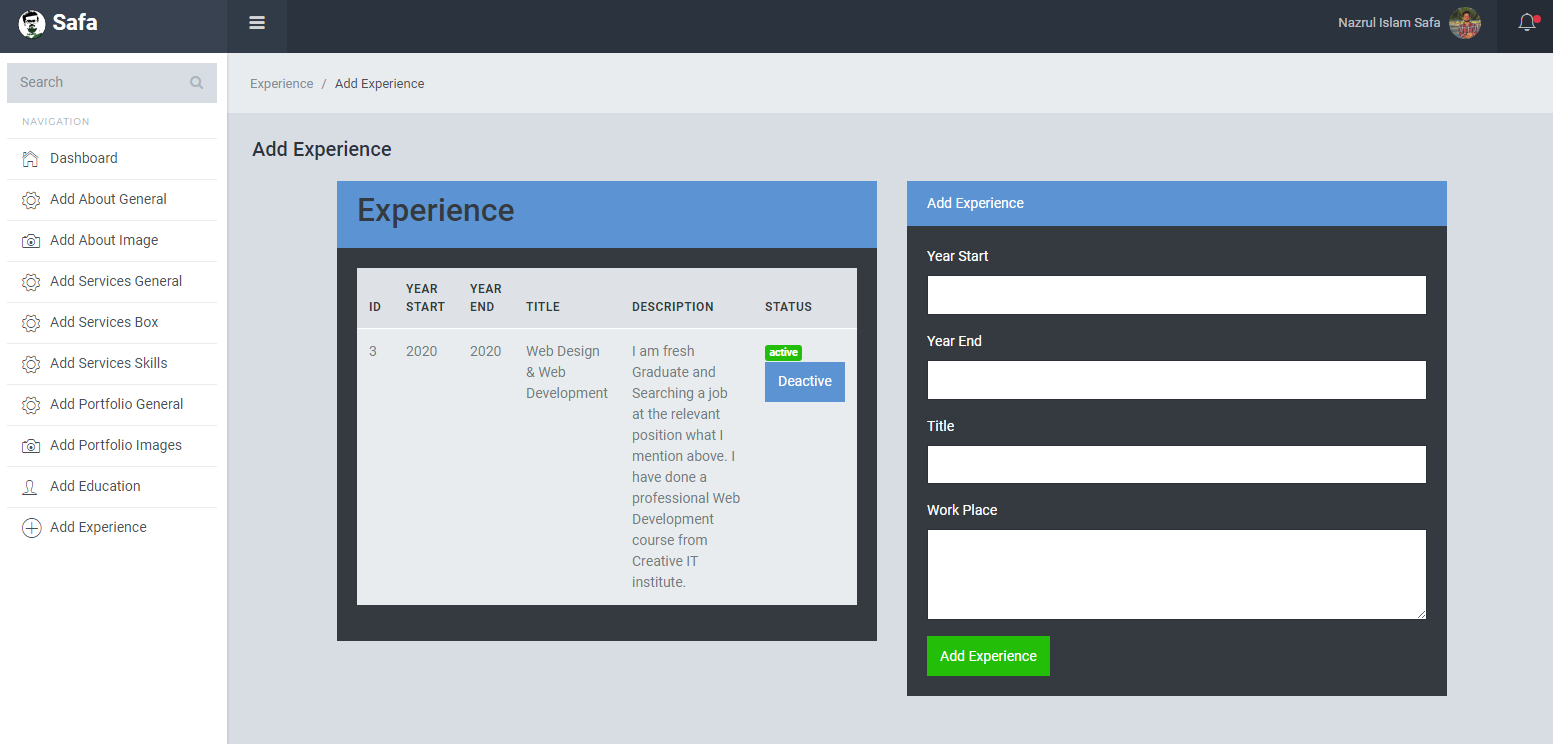 Safa
Nazrul Islam Safa
Search
NAVIGATION
Dashboard
Add About General
Add About Image
Add Services General
Add Services Box
Add Services Skills
Add Portfolio General
Add Portfolio Images
Add Education
Add Experience
Experience / Add Experience
Add Experience
Experience
ID YEAR START YEAR END TITLE DESCRIPTION STATUS
3 2020 2020
Web Design
& Web
Development
I am fresh
Graduate and
Searching a job
at the relevant
position what I
mention above. I
have done a
professional Web
Development
course from
Creative IT
institute.
active
Deactive
Add Experience
Year Start
Year End
Title
Work Place
Add Experience